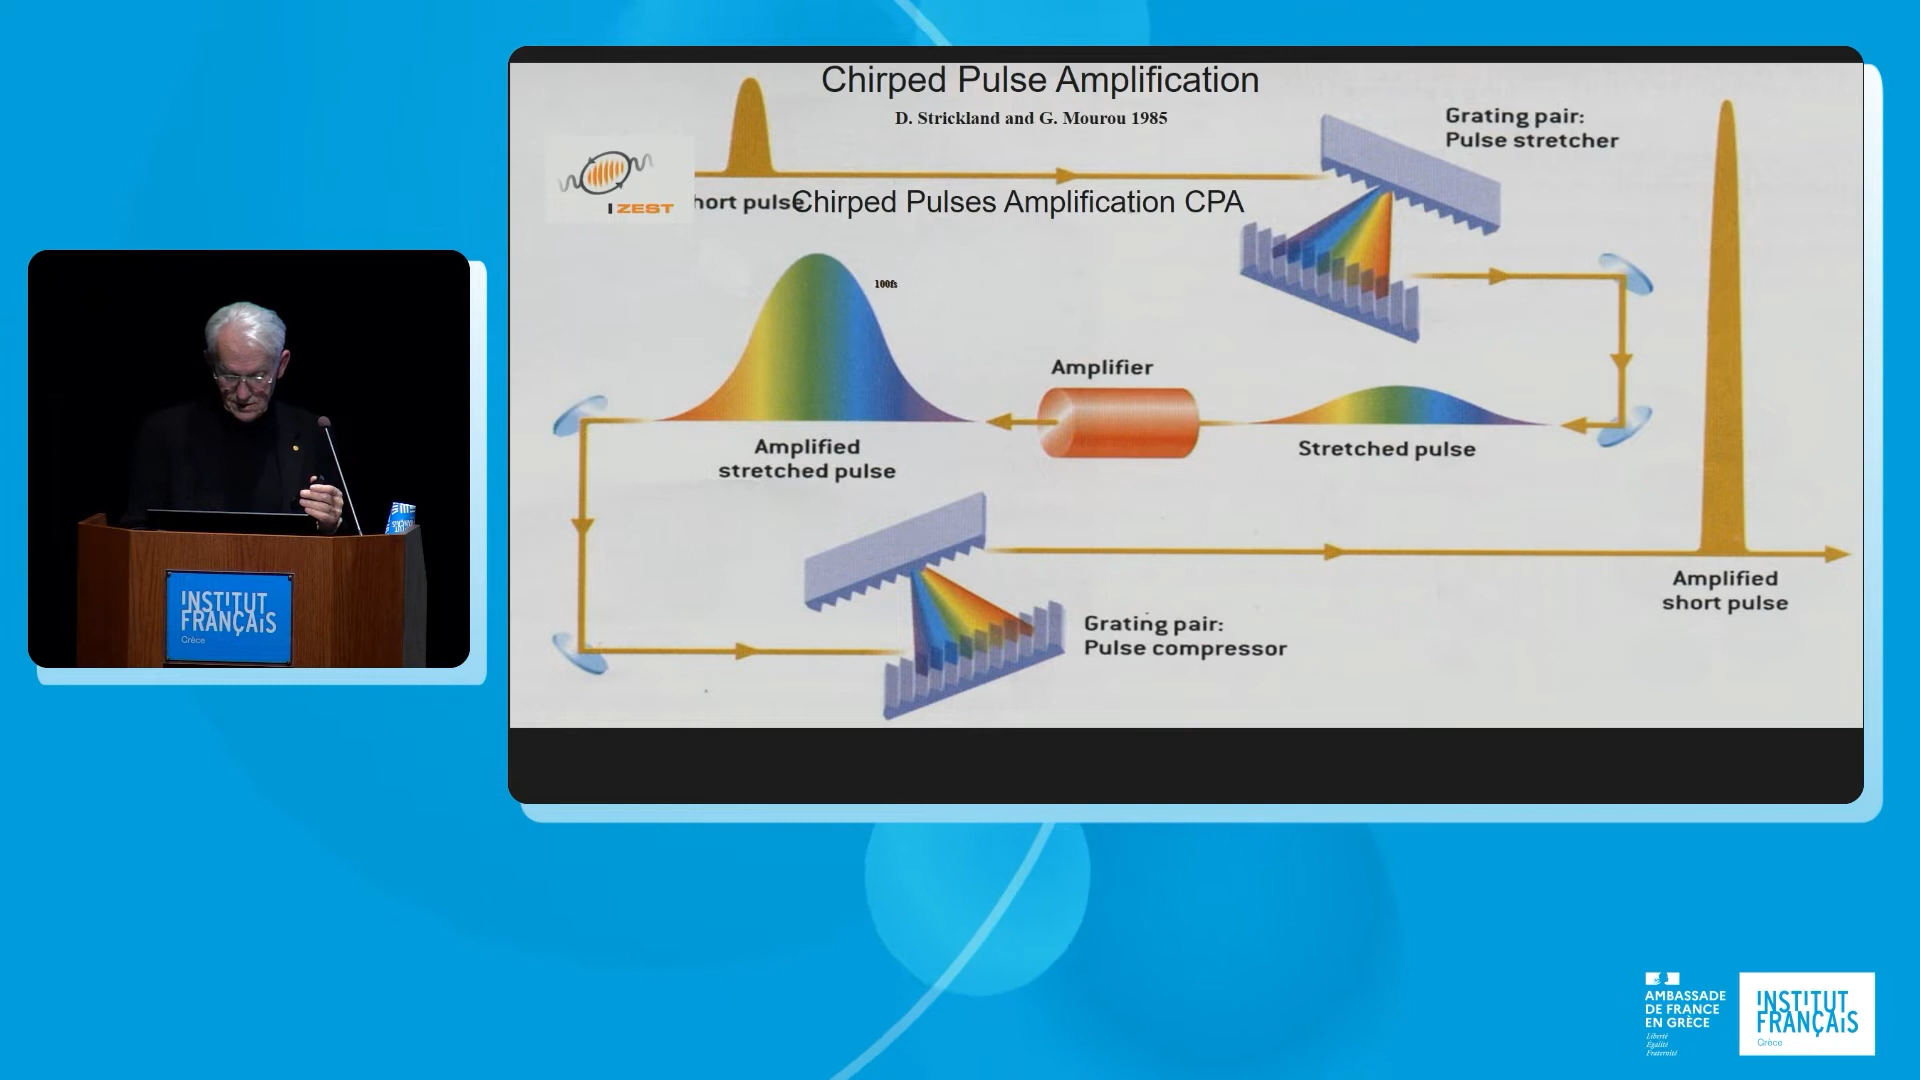 Chirped Pulse Amplification
D. Strickland and G. Mourou 1985
Grating pair:
Pulse stretcher
IZEST
hort pulse
Chirped Pulses Amplification CPA
100fs
Amplifier
Amplified
stretched pulse
Stretched pulse
Amplified
short pulse
Grating pair:
Pulse compressor
INSTITUT
FRANÇAIS
Grèce
AMBASSADE
DE FRANCE
EN GRÈCE
Liberté
Égalité
Fraternité
INSTITUT
FRANÇAIS
Grèce